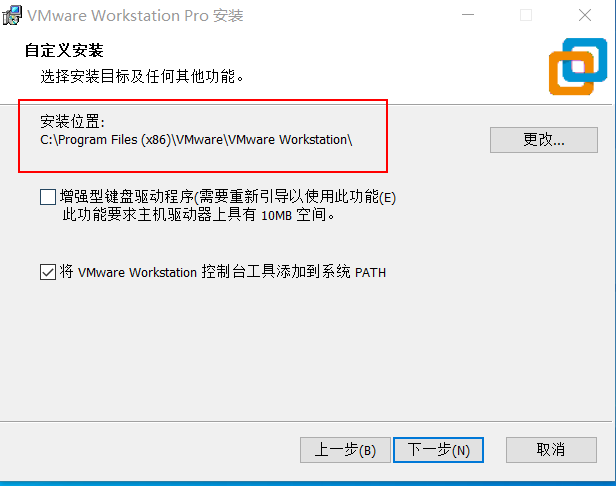 VMware Workstation Pro 安装
自定义安装
选择安装目标及任何其他功能。
安装位置:
C:\Program Files (x86)\VMware\VMware Workstation\
更改...
增强型键盘驱动程序(需要重新引导以使用此功能(E)
此功能要求主机驱动器上具有 10MB 空间。
将 VMware Workstation 控制台工具添加到系统 PATH
上一步(B)
下一步(N)
取消